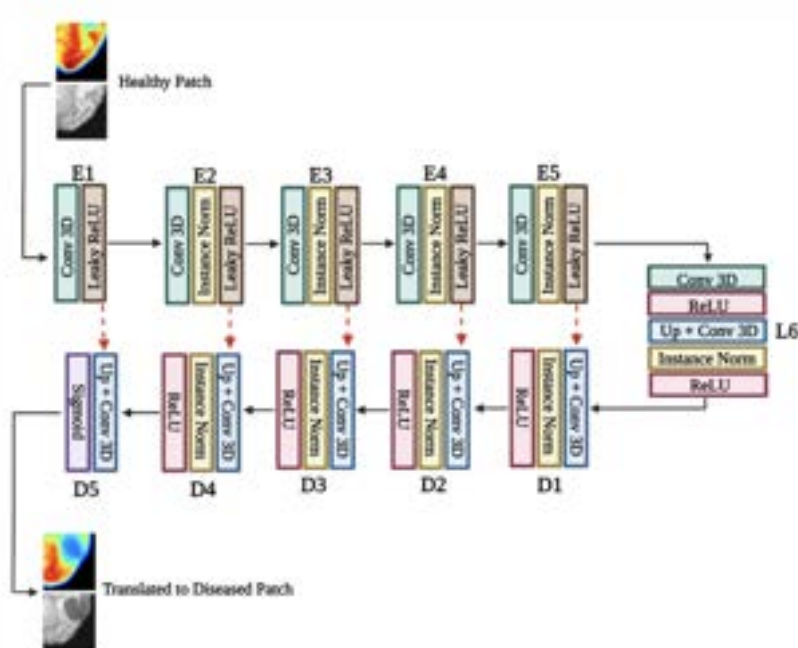 Healthy Patch
E1
E2
E3
E4
E5
Conv 3D
Leaky ReLU
Conv 3D
Instance Norm
Leaky ReLU
Conv 3D
Instance Norm
Leaky ReLU
Conv 3D
Instance Norm
Leaky ReLU
Conv 3D
Instance Norm
Leaky ReLU
Conv 3D
ReLU
Up + Conv 3D
L6
Instance Norm
ReLU
Sigmoid
Up + Conv 3D
ReLU
Instance Norm
Up + Conv 3D
ReLU
Instance Norm
Up + Conv 3D
ReLU
Instance Norm
Up + Conv 3D
ReLU
Instance Norm
Up + Conv 3D
D5
D4
D3
D2
D1
Translated to Diseased Patch